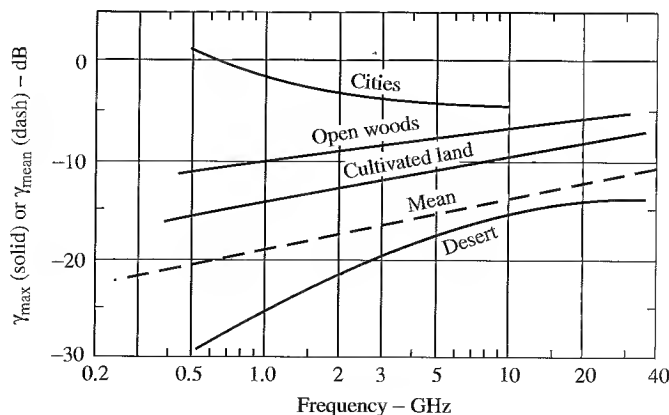 γmax (solid) or γmean (dash) – dB
0
−10
−20
−30
Cities
Open woods
Cultivated land
Mean
Desert
0.2 0.5 1.0 2 3 5 10 20 40
Frequency – GHz